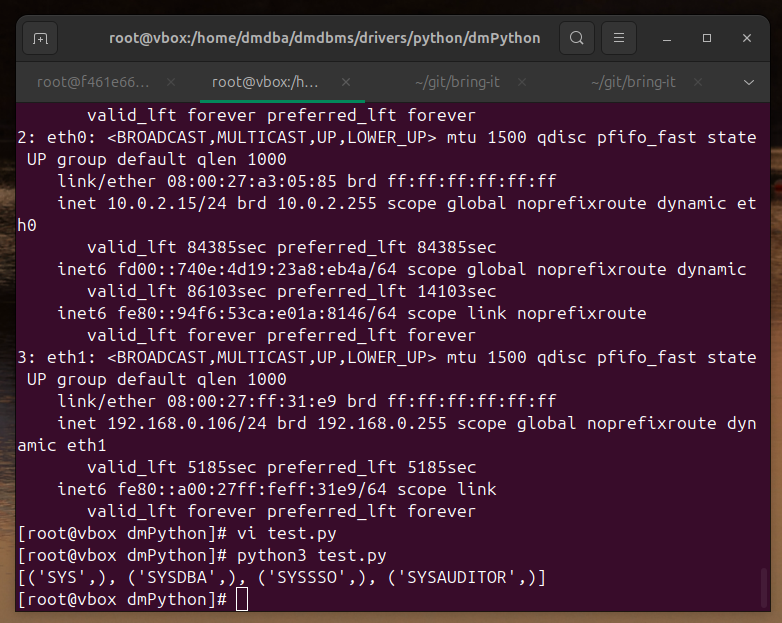 root@vbox:/home/dmdba/dmdbms/drivers/python/dmPython
root@f461e66…
root@vbox:/h…
~/git/bring-it
~/git/bring-it
valid_lft forever preferred_lft forever
2: eth0: <BROADCAST,MULTICAST,UP,LOWER_UP> mtu 1500 qdisc pfifo_fast state
 UP group default qlen 1000
link/ether 08:00:27:a3:05:85 brd ff:ff:ff:ff:ff:ff
inet 10.0.2.15/24 brd 10.0.2.255 scope global noprefixroute dynamic et
h0
valid_lft 84385sec preferred_lft 84385sec
inet6 fd00::740e:4d19:23a8:eb4a/64 scope global noprefixroute dynamic
valid_lft 86103sec preferred_lft 14103sec
inet6 fe80::94f6:53ca:e01a:8146/64 scope link noprefixroute
valid_lft forever preferred_lft forever
3: eth1: <BROADCAST,MULTICAST,UP,LOWER_UP> mtu 1500 qdisc pfifo_fast state
 UP group default qlen 1000
link/ether 08:00:27:ff:31:e9 brd ff:ff:ff:ff:ff:ff
inet 192.168.0.106/24 brd 192.168.0.255 scope global noprefixroute dyn
amic eth1
valid_lft 5185sec preferred_lft 5185sec
inet6 fe80::a00:27ff:feff:31e9/64 scope link
valid_lft forever preferred_lft forever
[root@vbox dmPython]# vi test.py
[root@vbox dmPython]# python3 test.py
[('SYS',), ('SYSDBA',), ('SYSSSO',), ('SYSAUDITOR',)]
[root@vbox dmPython]#